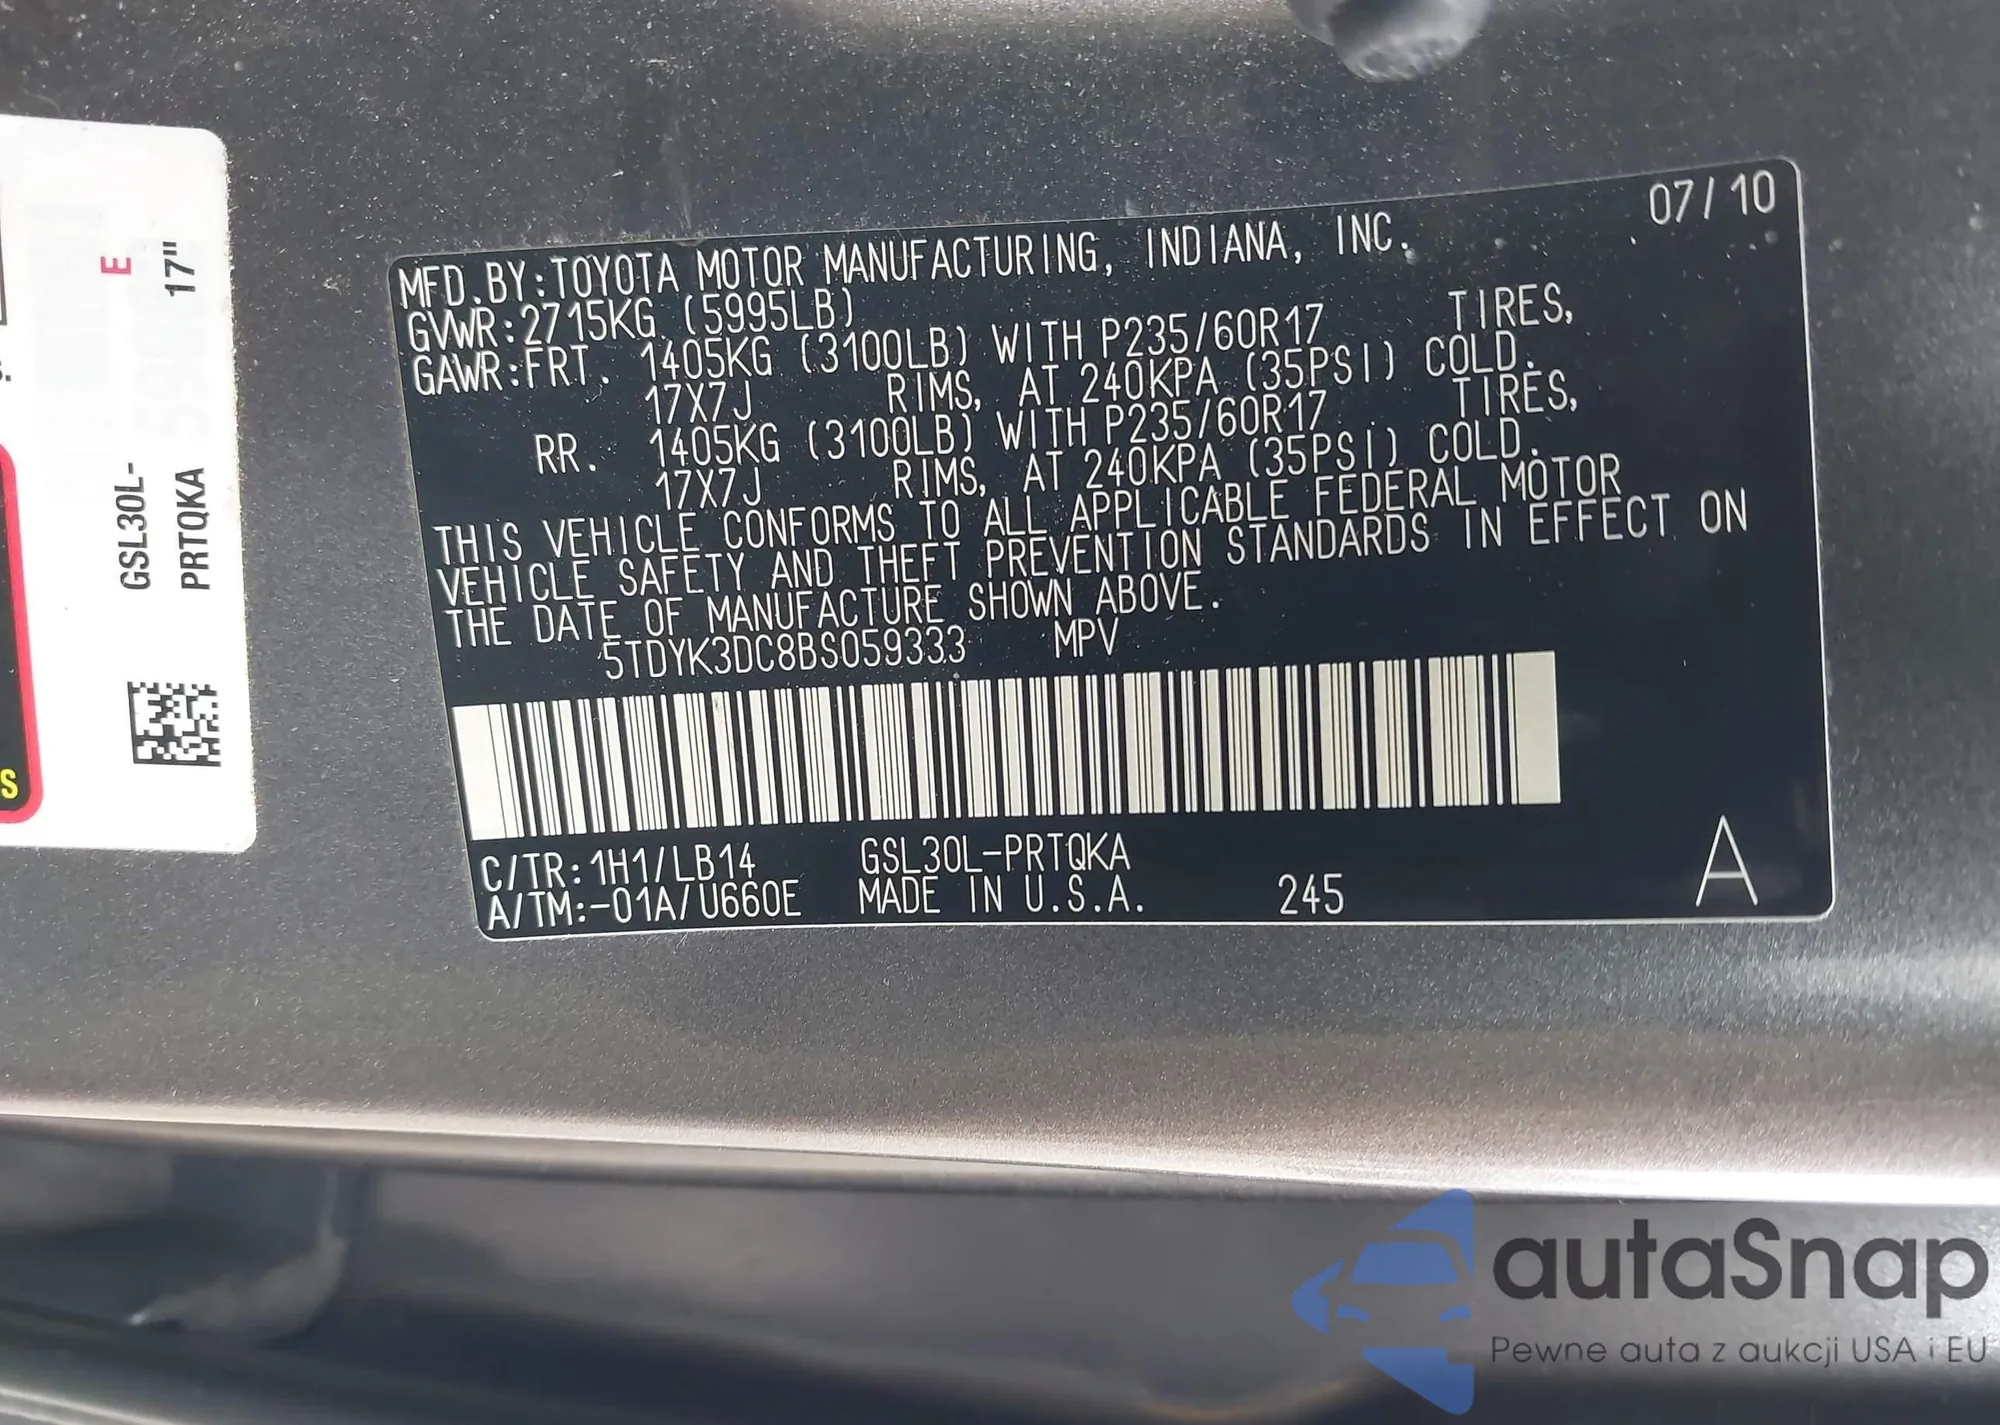 E
17"
GSL30L-
PRTQKA
S
07/10
MFD.BY:TOYOTA MOTOR MANUFACTURING, INDIANA, INC.
GVWR:2715KG (5995LB)
GAWR:FRT. 1405KG (3100LB) WITH P235/60R17 TIRES,
17X7J RIMS, AT 240KPA (35PSI) COLD.
RR. 1405KG (3100LB) WITH P235/60R17 TIRES,
17X7J RIMS, AT 240KPA (35PSI) COLD.
THIS VEHICLE CONFORMS TO ALL APPLICABLE FEDERAL MOTOR
VEHICLE SAFETY AND THEFT PREVENTION STANDARDS IN EFFECT ON
THE DATE OF MANUFACTURE SHOWN ABOVE.
5TDYK3DC8BS059333 MPV
C/TR:1H1/LB14 GSL30L-PRTQKA
A/TM:-01A/U660E MADE IN U.S.A. 245 A
autaSnap
Pewne auta z aukcji USA i EU